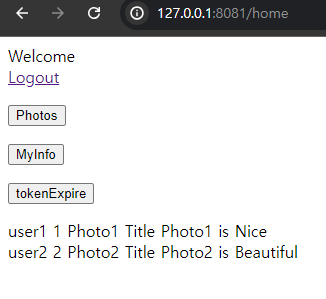 127.0.0.1:8081/home
Welcome
Logout
Photos
MyInfo
tokenExpire
user1 1 Photo1 Title Photo1 is Nice
user2 2 Photo2 Title Photo2 is Beautiful